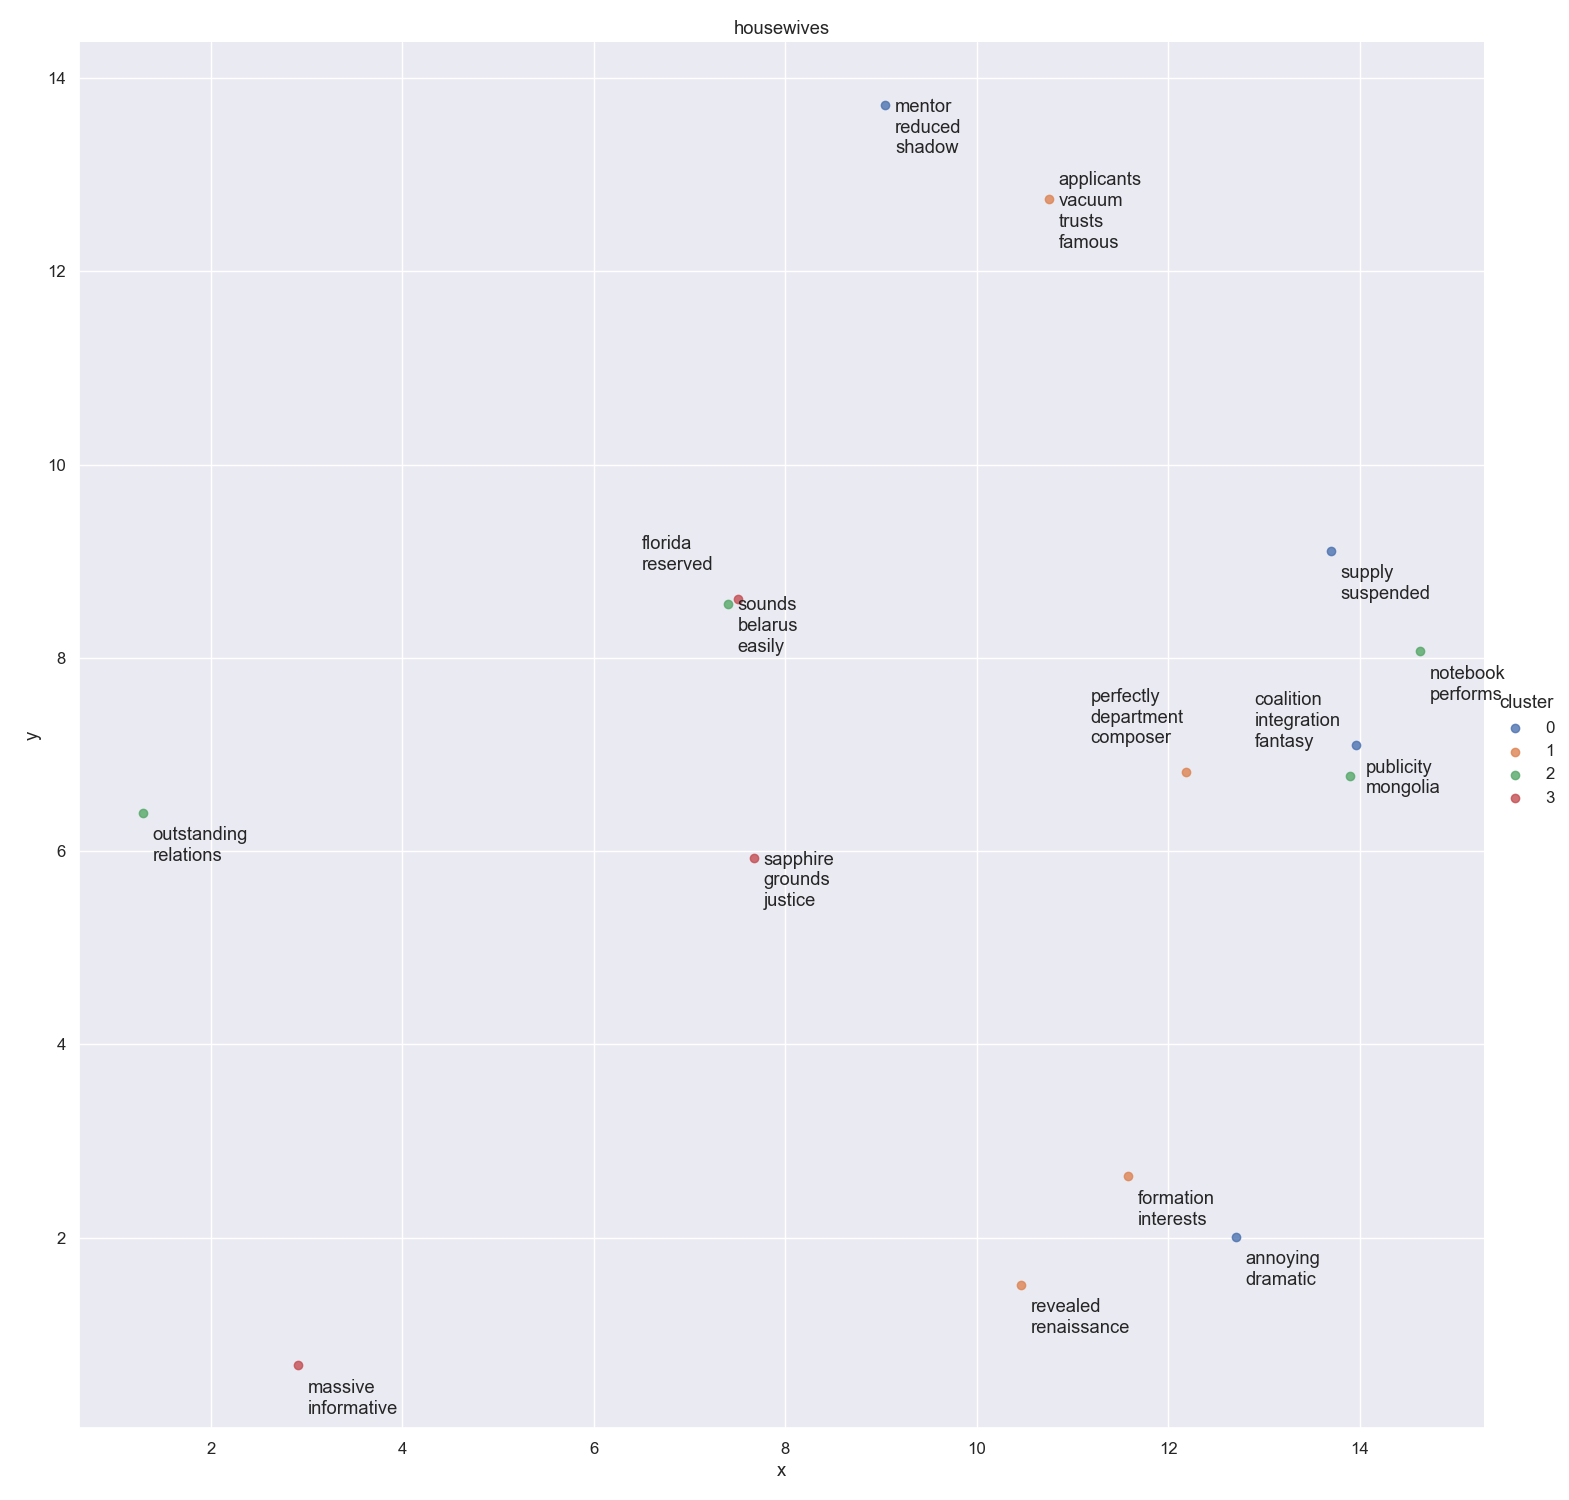 housewives
14
12
10
8
6
4
2
y
mentor
reduced
shadow
applicants
vacuum
trusts
famous
florida
reserved
sounds
belarus
easily
supply
suspended
notebook
performs
perfectly
department
composer
coalition
integration
fantasy
publicity
mongolia
outstanding
relations
sapphire
grounds
justice
formation
interests
annoying
dramatic
revealed
renaissance
massive
informative
2
4
6
8
10
12
14
x
cluster
0
1
2
3